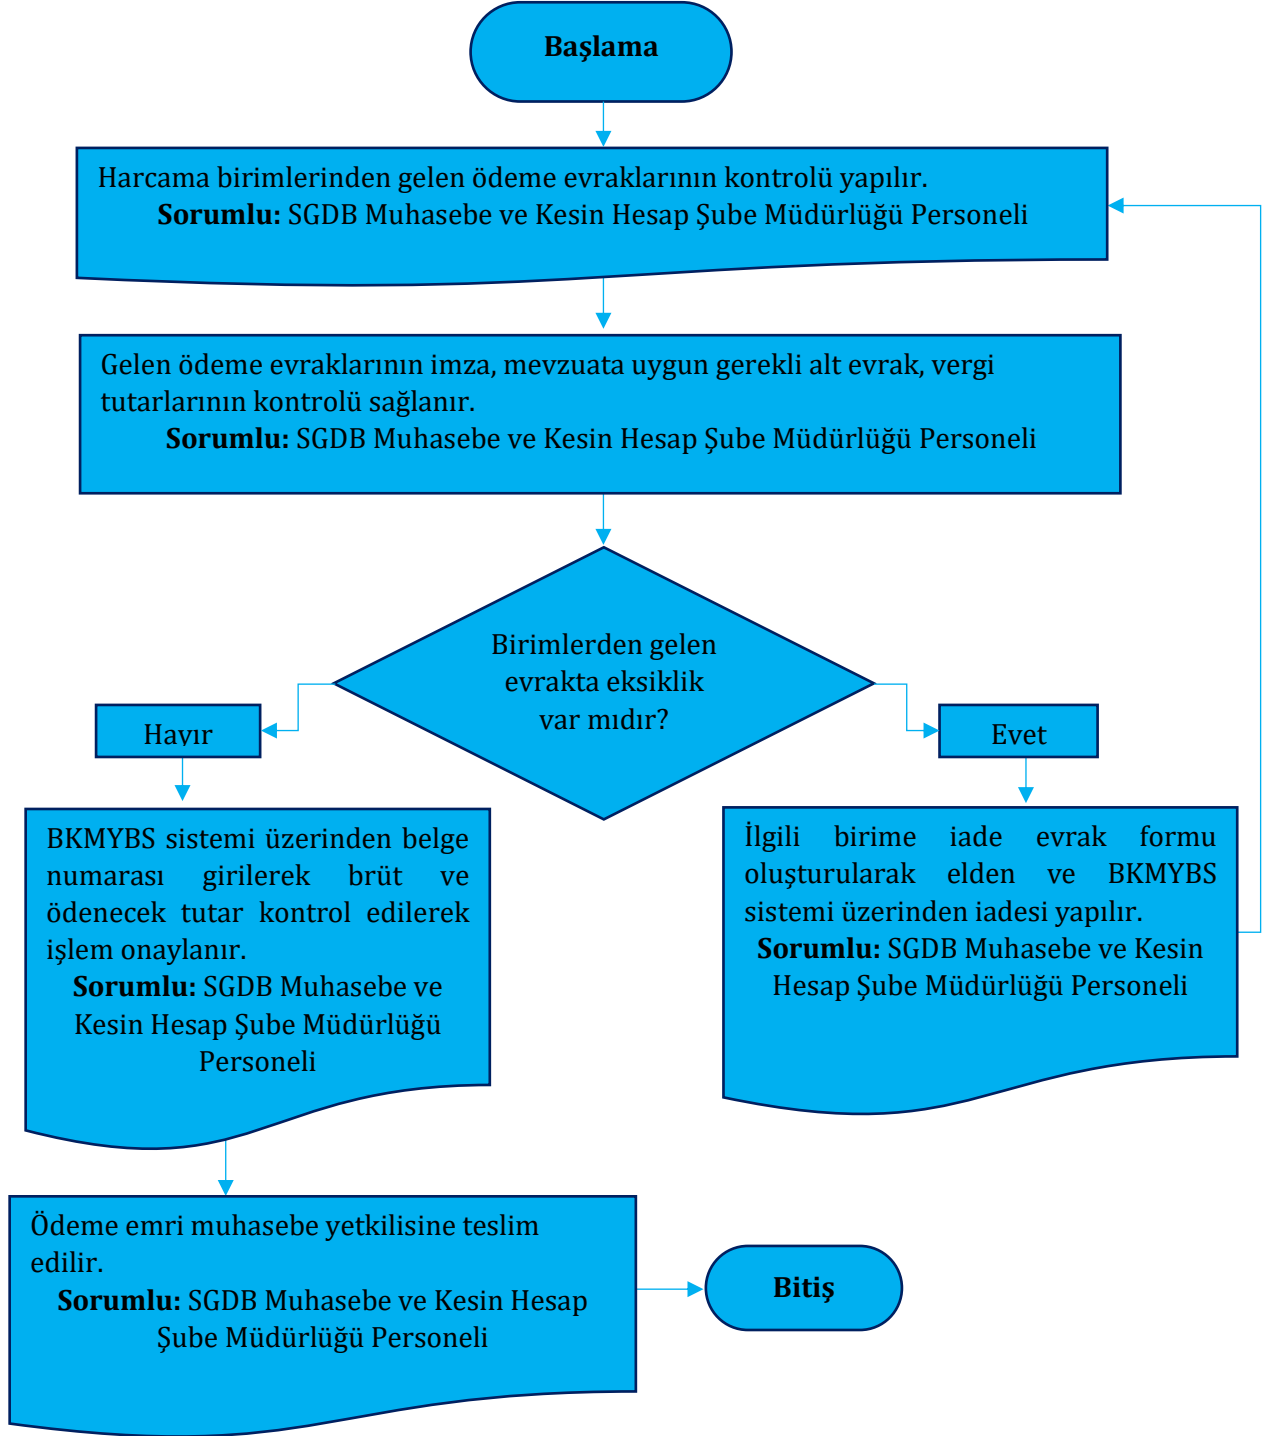 Başlama
Harcama birimlerinden gelen ödeme evraklarının kontrolü yapılır.
Sorumlu: SGDB Muhasebe ve Kesin Hesap Şube Müdürlüğü Personeli
Gelen ödeme evraklarının imza, mevzuata uygun gerekli alt evrak, vergi
tutarlarının kontrolü sağlanır.
Sorumlu: SGDB Muhasebe ve Kesin Hesap Şube Müdürlüğü Personeli
Birimlerden gelen
evrakta eksiklik
var mıdır?
Hayır
Evet
BKMYBS sistemi üzerinden belge
numarası girilerek brüt ve
ödenecek tutar kontrol edilerek
işlem onaylanır.
Sorumlu: SGDB Muhasebe ve
Kesin Hesap Şube Müdürlüğü
Personeli
İlgili birime iade evrak formu
oluşturularak elden ve BKMYBS
sistemi üzerinden iadesi yapılır.
Sorumlu: SGDB Muhasebe ve Kesin
Hesap Şube Müdürlüğü Personeli
Ödeme emri muhasebe yetkilisine teslim
edilir.
Sorumlu: SGDB Muhasebe ve Kesin Hesap
Şube Müdürlüğü Personeli
Bitiş